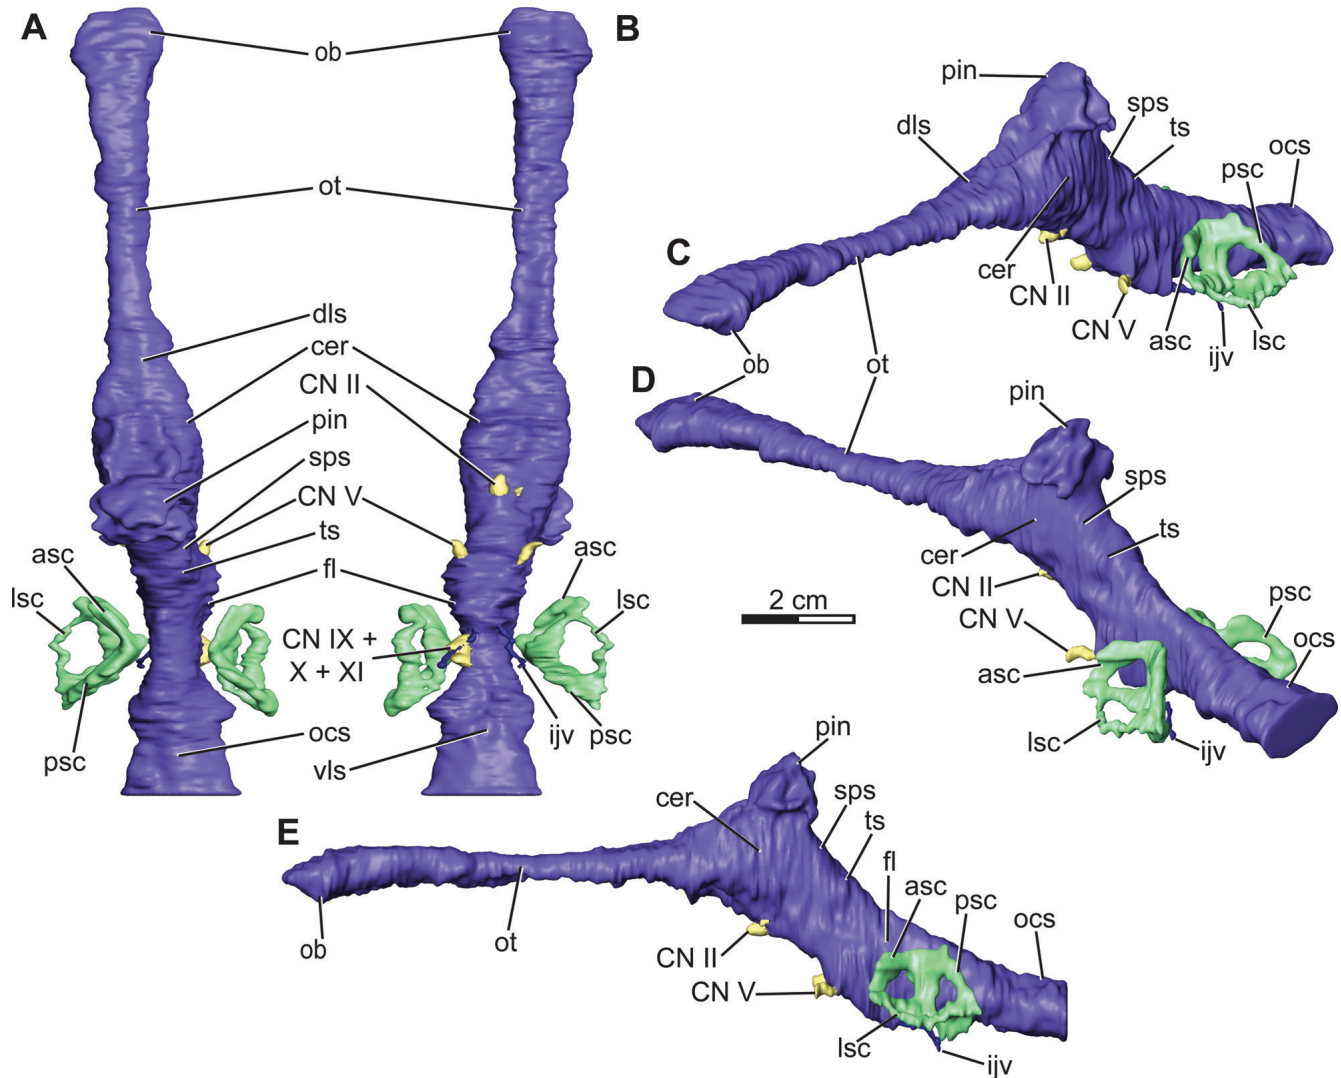 A
B
ob
ot
dls
cer
CN II
pin
sps
CN V
ts
fl
asc
lsc
psc
asc
lsc
CN IX +
X + XI
ijv
psc
ocs
vls
C
pin
dls
sps
ts
psc
ocs
cer
CN II
CN V
asc
ijv
lsc
ob
ot
D
pin
sps
ts
cer
CN II
CN V
asc
lsc
psc
ocs
ijv
2 cm
E
pin
cer
sps
ts
fl
asc
psc
ocs
ob
ot
CN II
CN V
lsc
ijv